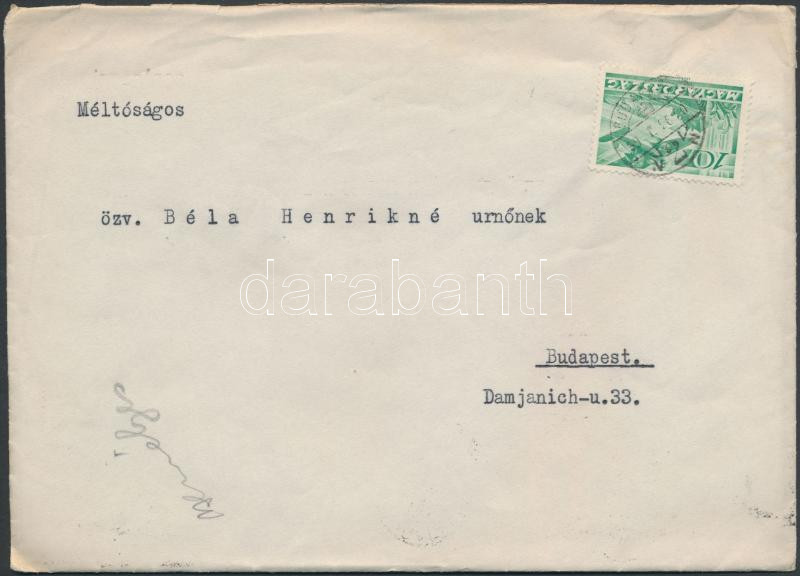 MAGYARORSZÁG
10
Méltóságos
özv. Béla Henrikné urnőnek
darabanth
Budapest.
Damjanich-u.33.